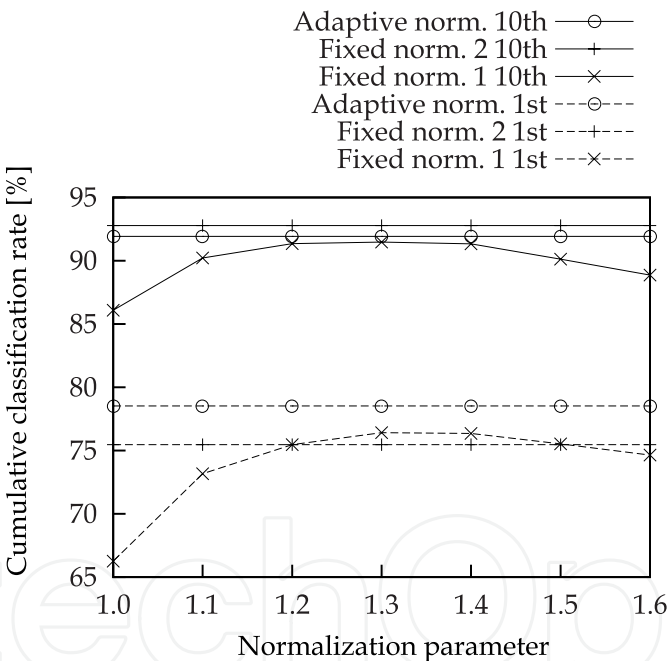 Adaptive norm. 10th
Fixed norm. 2 10th
Fixed norm. 1 10th
Adaptive norm. 1st
Fixed norm. 2 1st
Fixed norm. 1 1st
Cumulative classification rate [%]
95
90
85
80
75
70
65
1.0 1.1 1.2 1.3 1.4 1.5 1.6
Normalization parameter